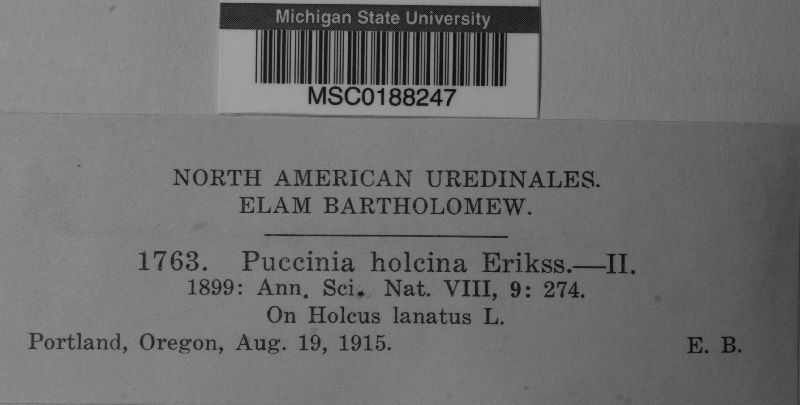 Michigan State University
MSC0188247
NORTH AMERICAN UREDINALES.
ELAM BARTHOLOMEW.
1763. Puccinia holcina Erikss.—II.
1899: Ann. Sci. Nat. VIII, 9: 274.
On Holcus lanatus L.
Portland, Oregon, Aug. 19, 1915. E. B.